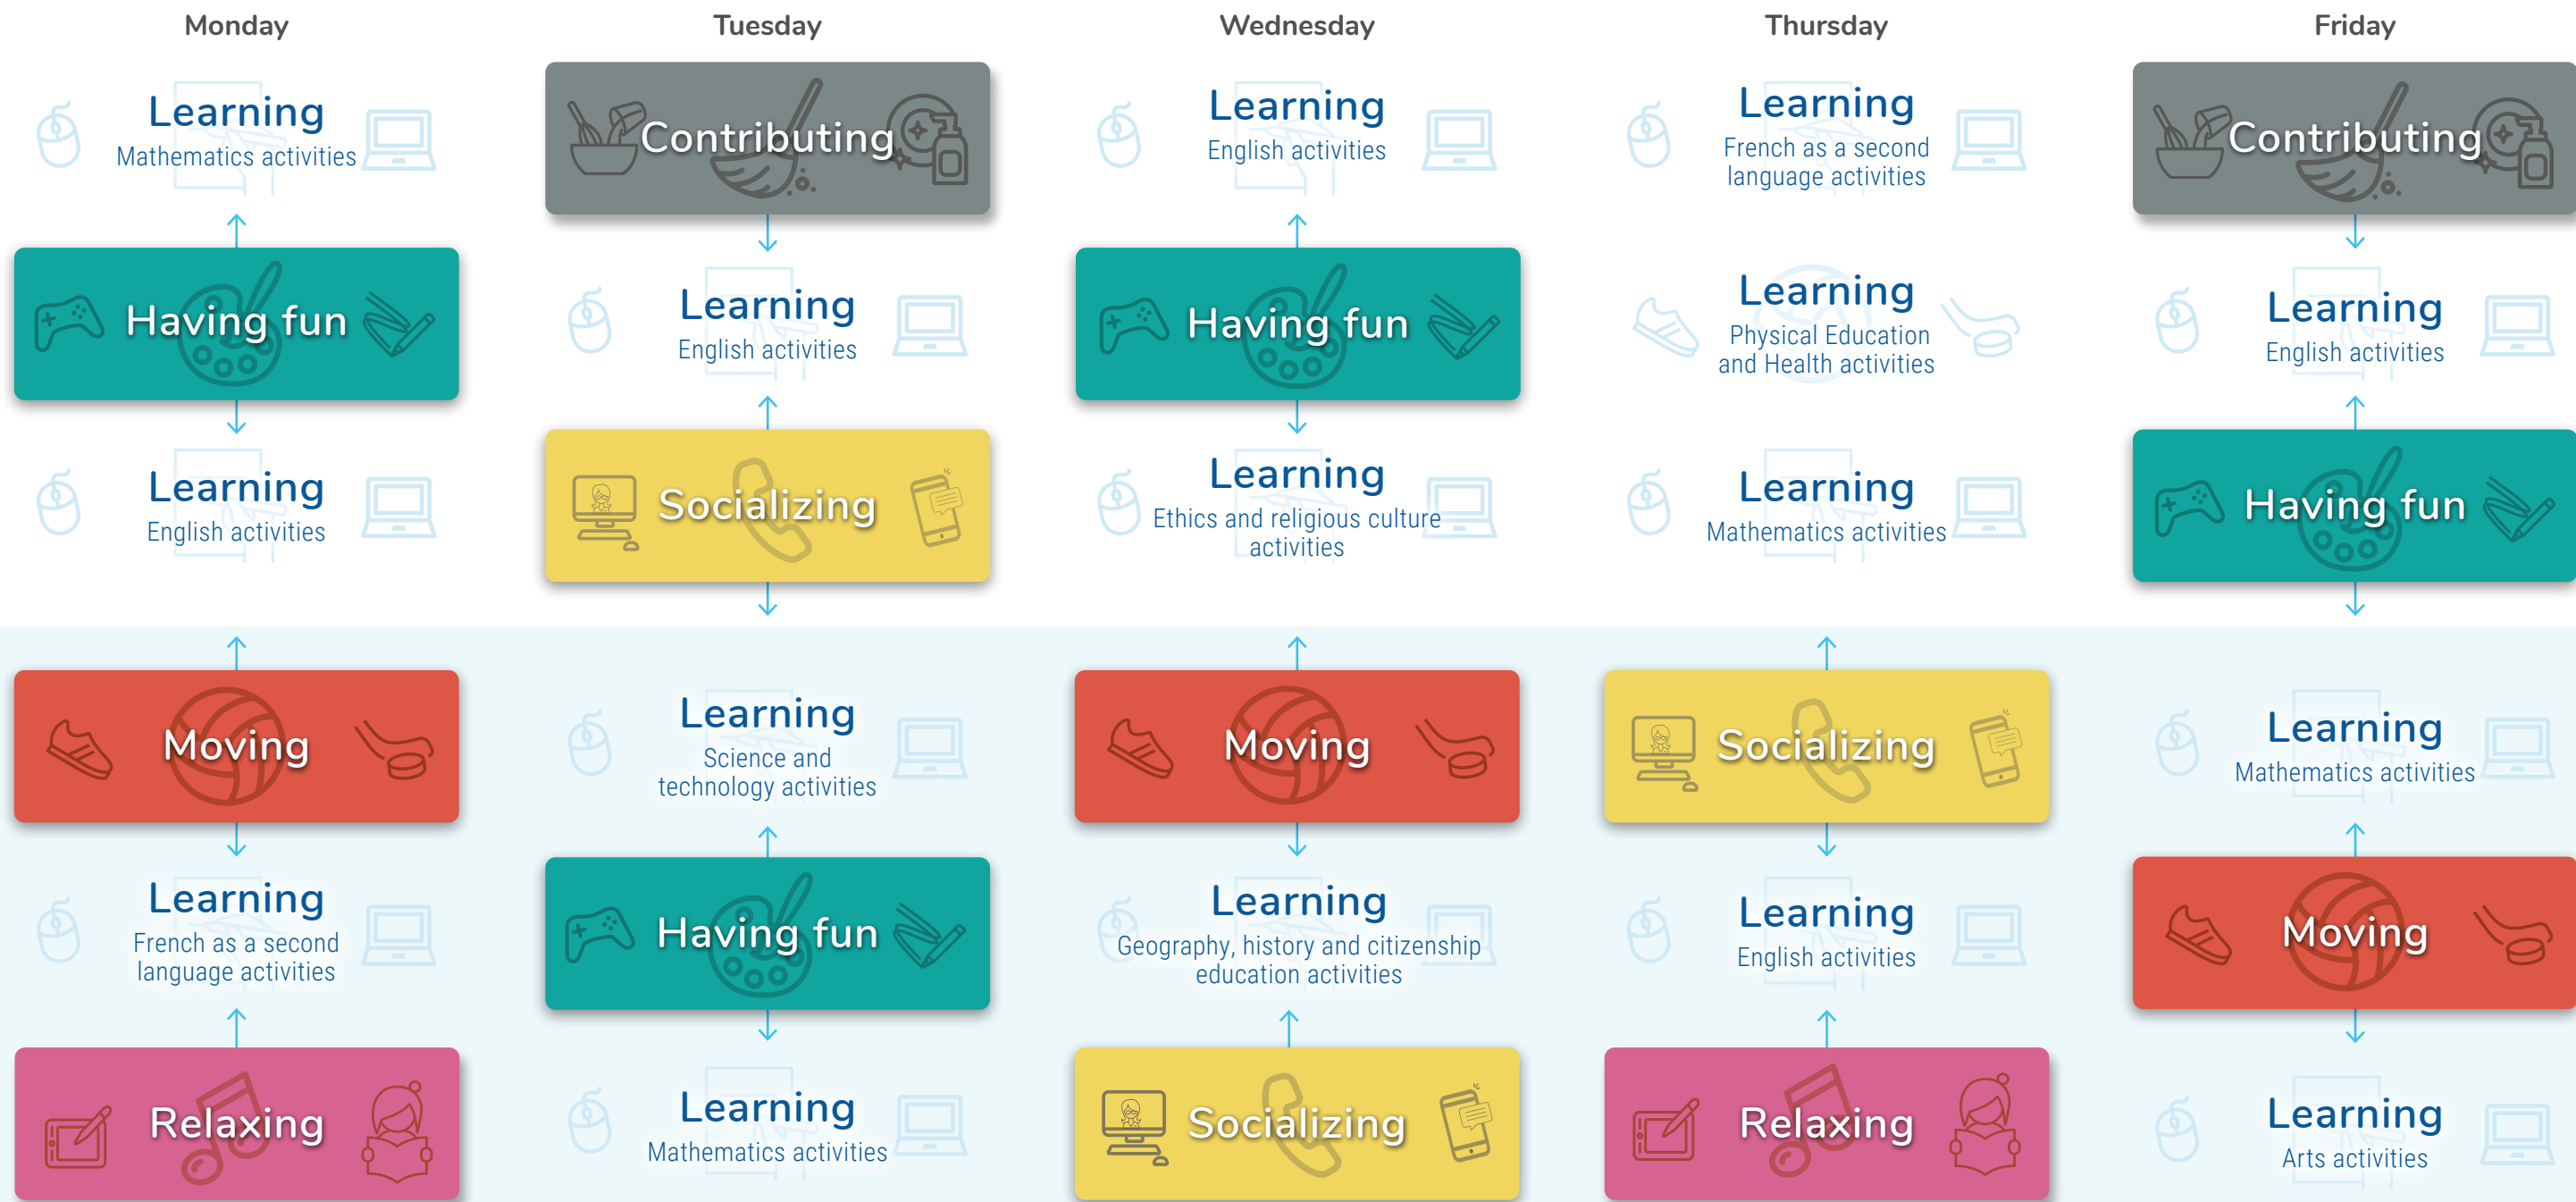 Monday
Tuesday
Wednesday
Thursday
Friday
Learning
Mathematics activities
Contributing
Learning
English activities
Learning
French as a second
language activities
Contributing
Having fun
Learning
English activities
Having fun
Learning
Physical Education
and Health activities
Learning
English activities
Learning
English activities
Socializing
Learning
Ethics and religious culture
activities
Learning
Mathematics activities
Having fun
Moving
Learning
Science and
technology activities
Moving
Socializing
Learning
Mathematics activities
Learning
French as a second
language activities
Having fun
Learning
Geography, history and citizenship
education activities
Learning
English activities
Moving
Relaxing
Learning
Mathematics activities
Socializing
Relaxing
Learning
Arts activities